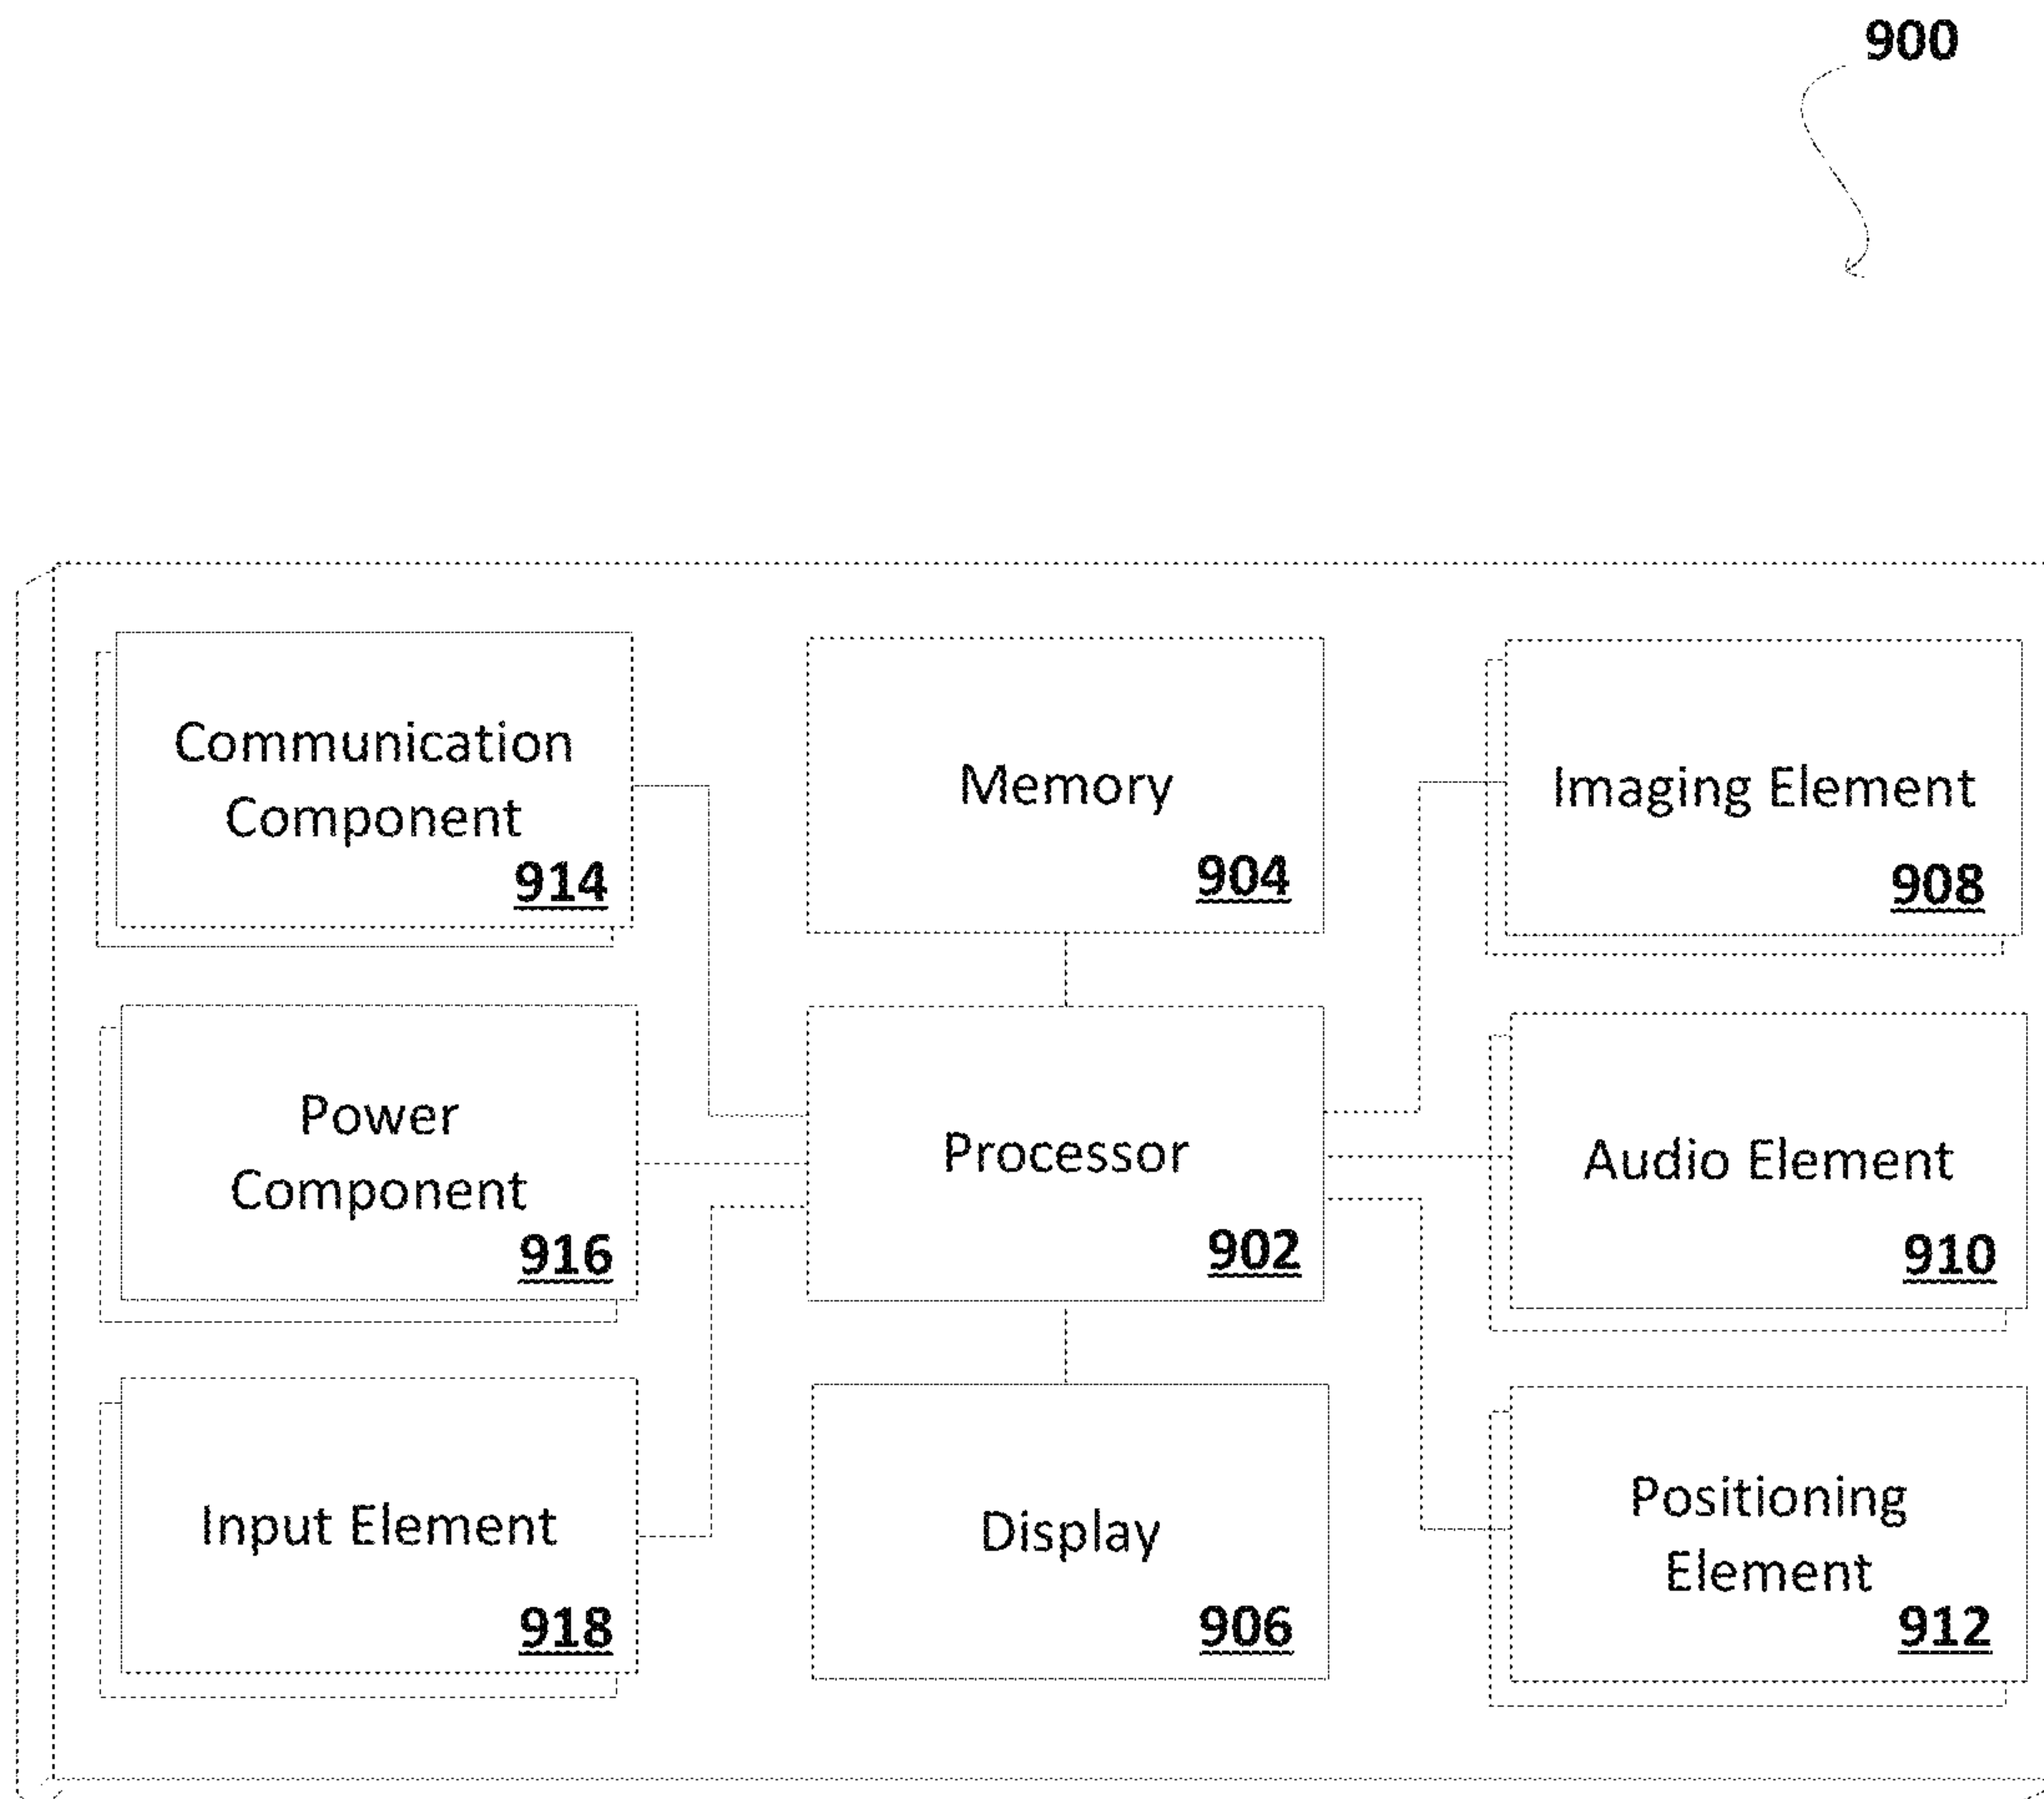 900
Communication
Component
914
Memory
904
Imaging Element
908
Power
Component
916
Processor
902
Audio Element
910
Input Element
918
Display
906
Positioning
Element
912